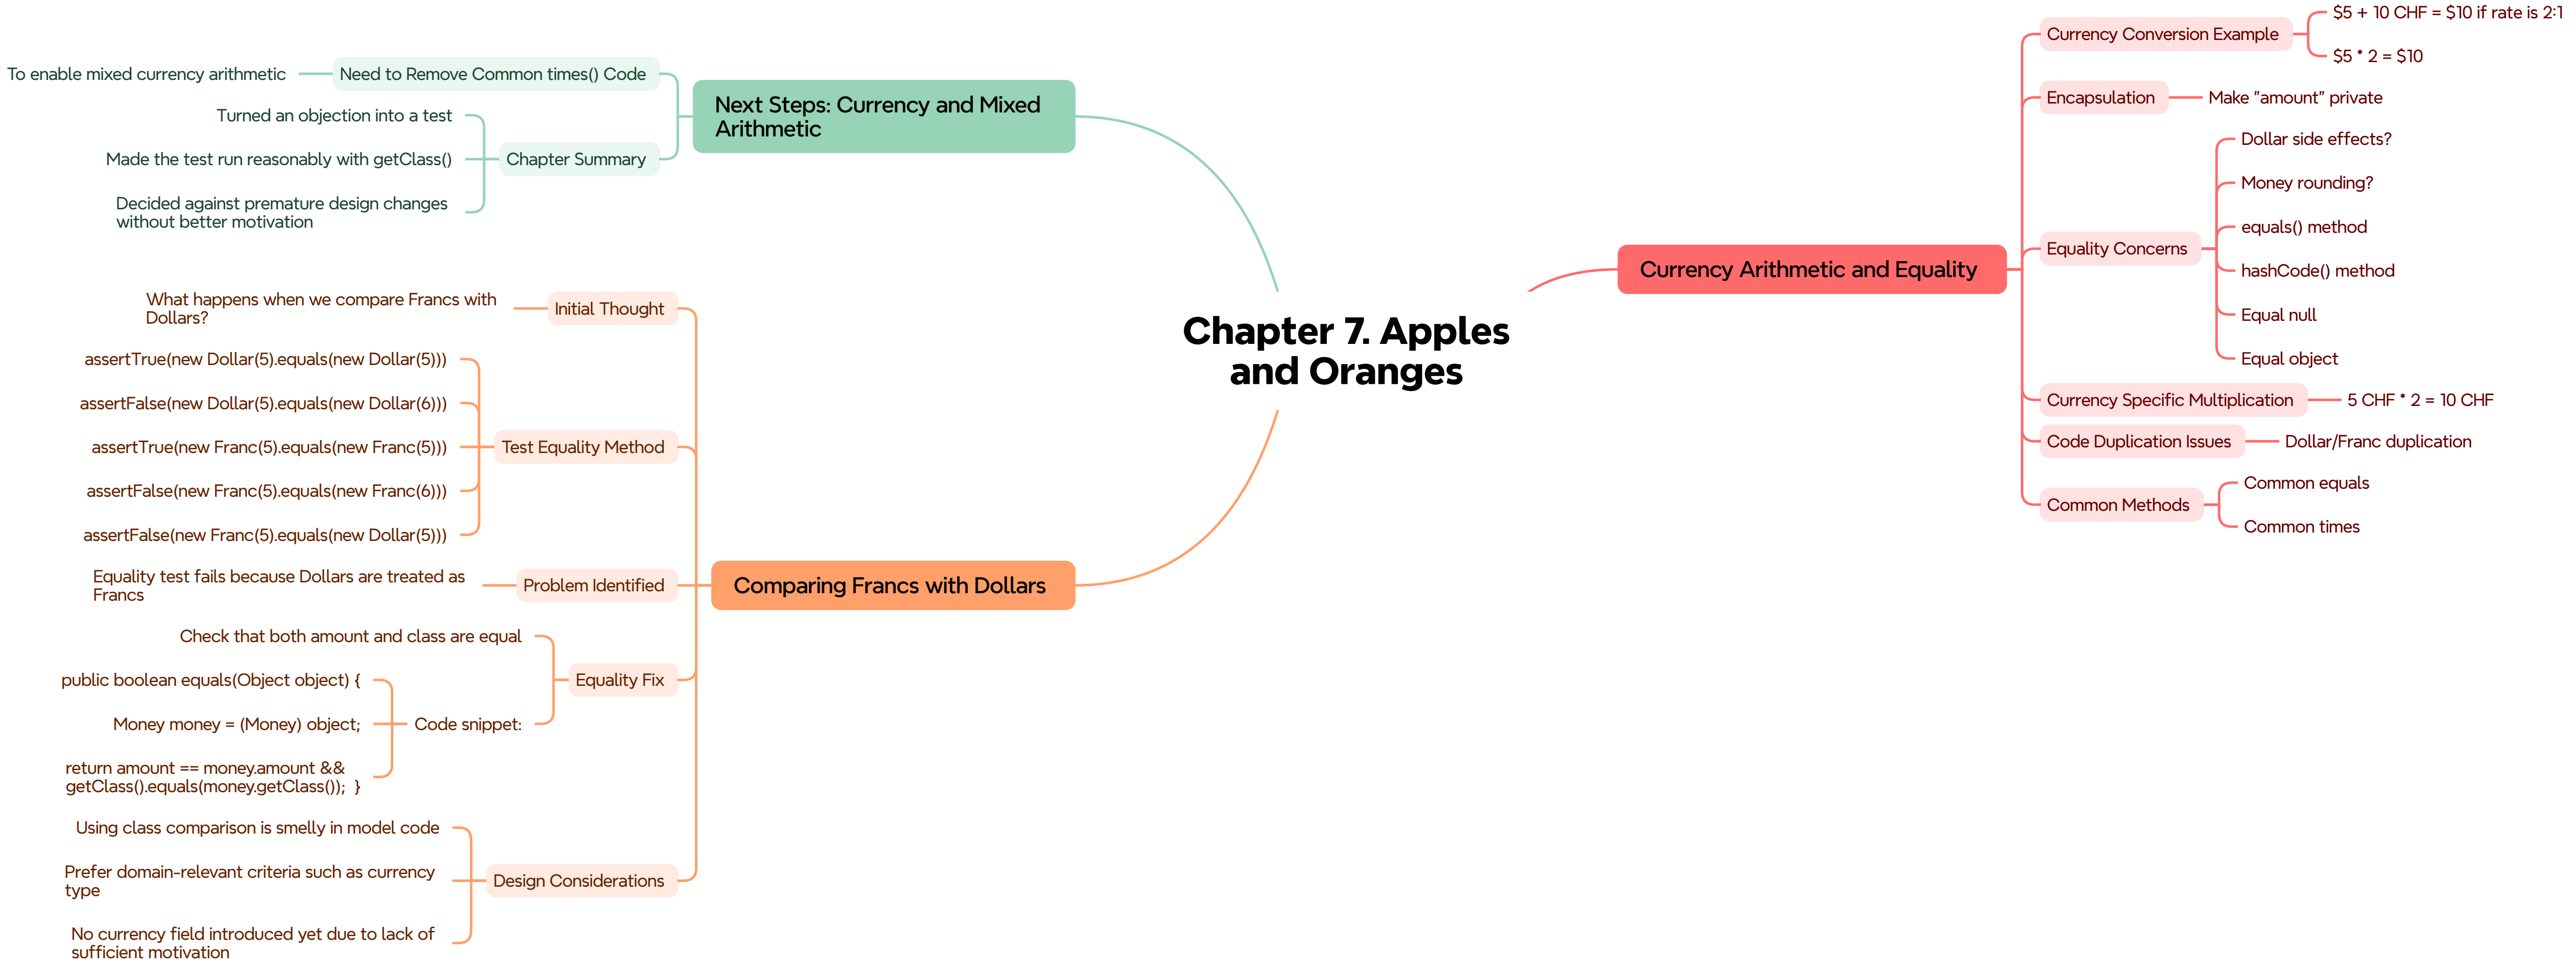 Chapter 7. Apples
and Oranges
Currency Arithmetic and Equality
Currency Conversion Example
$5 + 10 CHF = $10 if rate is 2:1
$5 * 2 = $10
Encapsulation
Make "amount" private
Equality Concerns
Dollar side effects?
Money rounding?
equals() method
hashCode() method
Equal null
Equal object
Currency Specific Multiplication
5 CHF * 2 = 10 CHF
Code Duplication Issues
Dollar/Franc duplication
Common Methods
Common equals
Common times
Comparing Francs with Dollars
Initial Thought
What happens when we compare Francs with
Dollars?
Test Equality Method
assertTrue(new Dollar(5).equals(new Dollar(5)))
assertFalse(new Dollar(5).equals(new Dollar(6)))
assertTrue(new Franc(5).equals(new Franc(5)))
assertFalse(new Franc(5).equals(new Franc(6)))
assertFalse(new Franc(5).equals(new Dollar(5)))
Problem Identified
Equality test fails because Dollars are treated as
Francs
Equality Fix
Check that both amount and class are equal
Code snippet:
public boolean equals(Object object) {
Money money = (Money) object;
return amount == money.amount &&
getClass().equals(money.getClass());  }
Design Considerations
Using class comparison is smelly in model code
Prefer domain-relevant criteria such as currency
type
No currency field introduced yet due to lack of
sufficient motivation
Next Steps: Currency and Mixed
Arithmetic
Need to Remove Common times() Code
To enable mixed currency arithmetic
Chapter Summary
Turned an objection into a test
Made the test run reasonably with getClass()
Decided against premature design changes
without better motivation